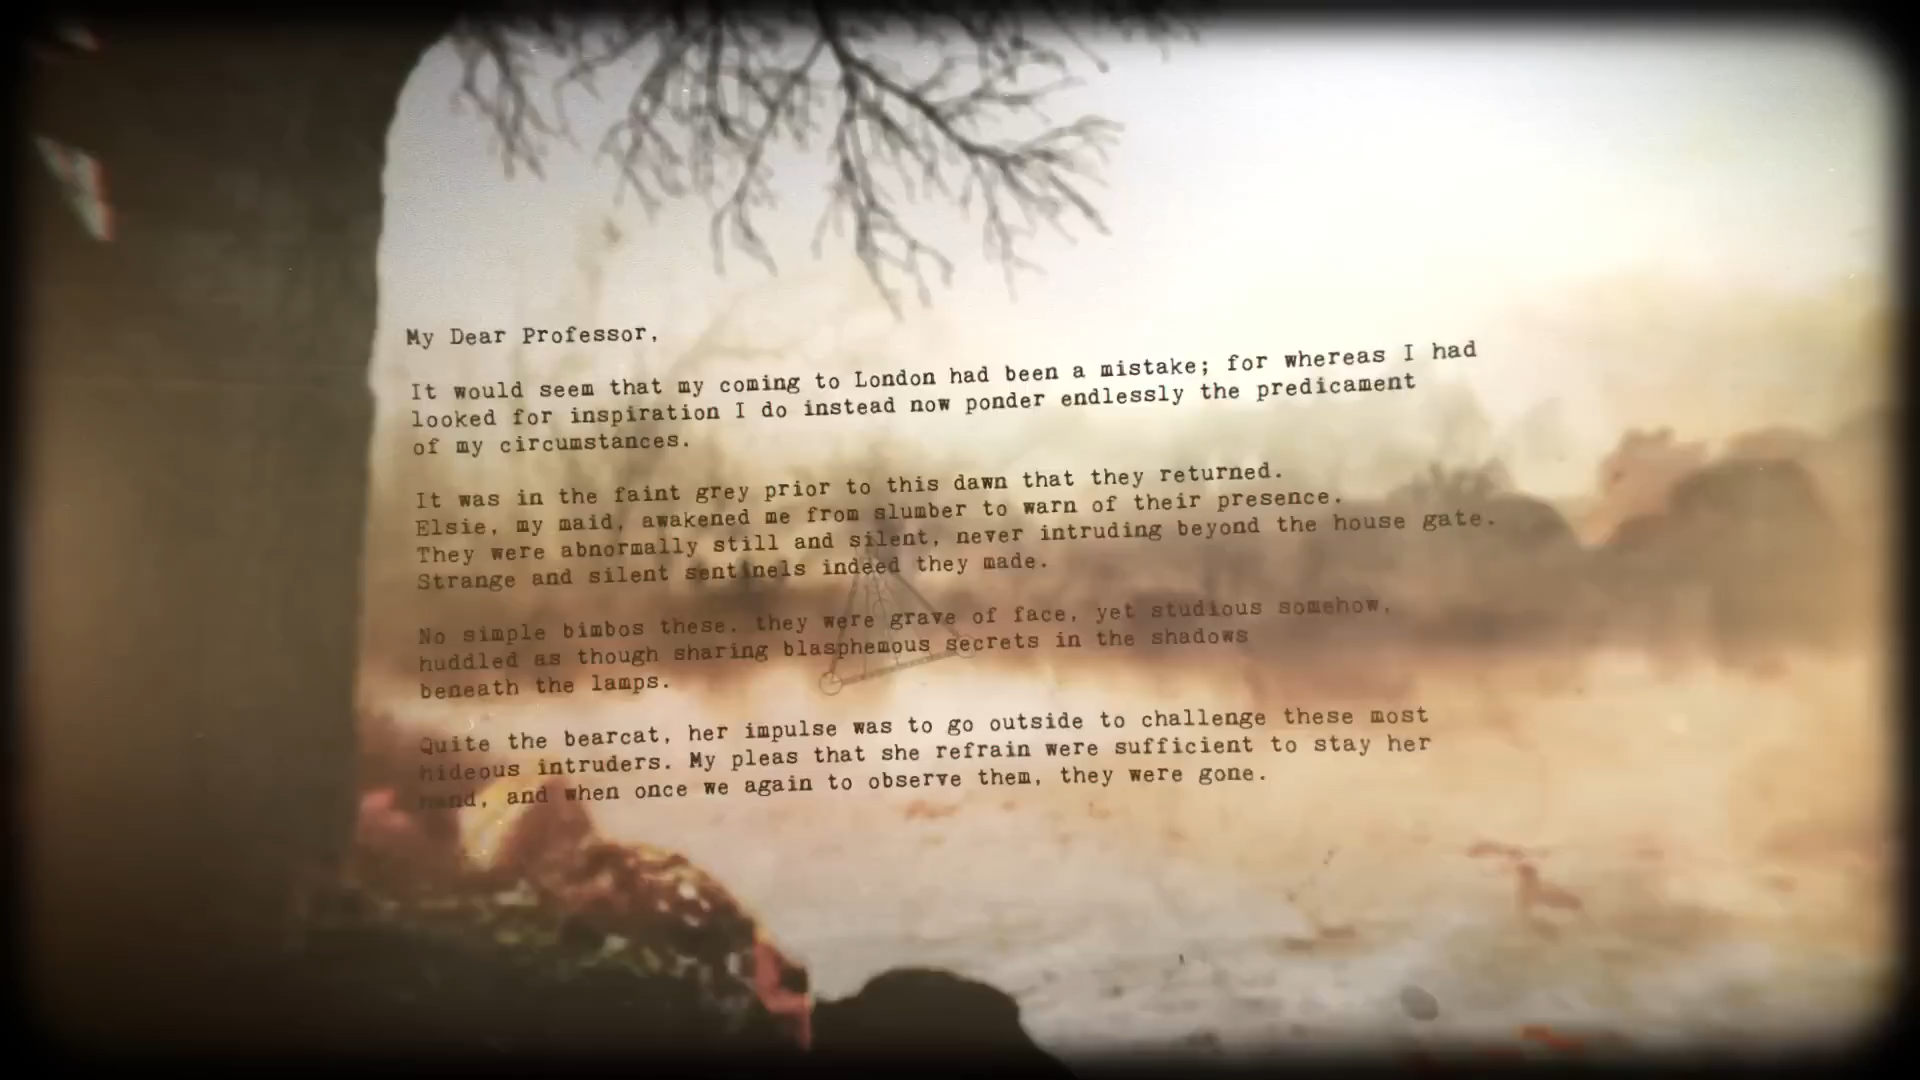 My Dear Professor,
It would seem that my coming to London had been a mistake; for whereas I had
looked for inspiration I do instead now ponder endlessly the predicament
of my circumstances.
It was in the faint grey prior to this dawn that they returned.
Elsie, my maid, awakened me from slumber to warn of their presence.
They were abnormally still and silent, never intruding beyond the house gate.
Strange and silent sentinels indeed they made.
No simple bimbos these, they were grave of face, yet studious somehow,
huddled as though sharing blasphemous secrets in the shadows
beneath the lamps.
Quite the bearcat, her impulse was to go outside to challenge these most
hideous intruders. My pleas that she refrain were sufficient to stay her
hand, and when once we again to observe them, they were gone.